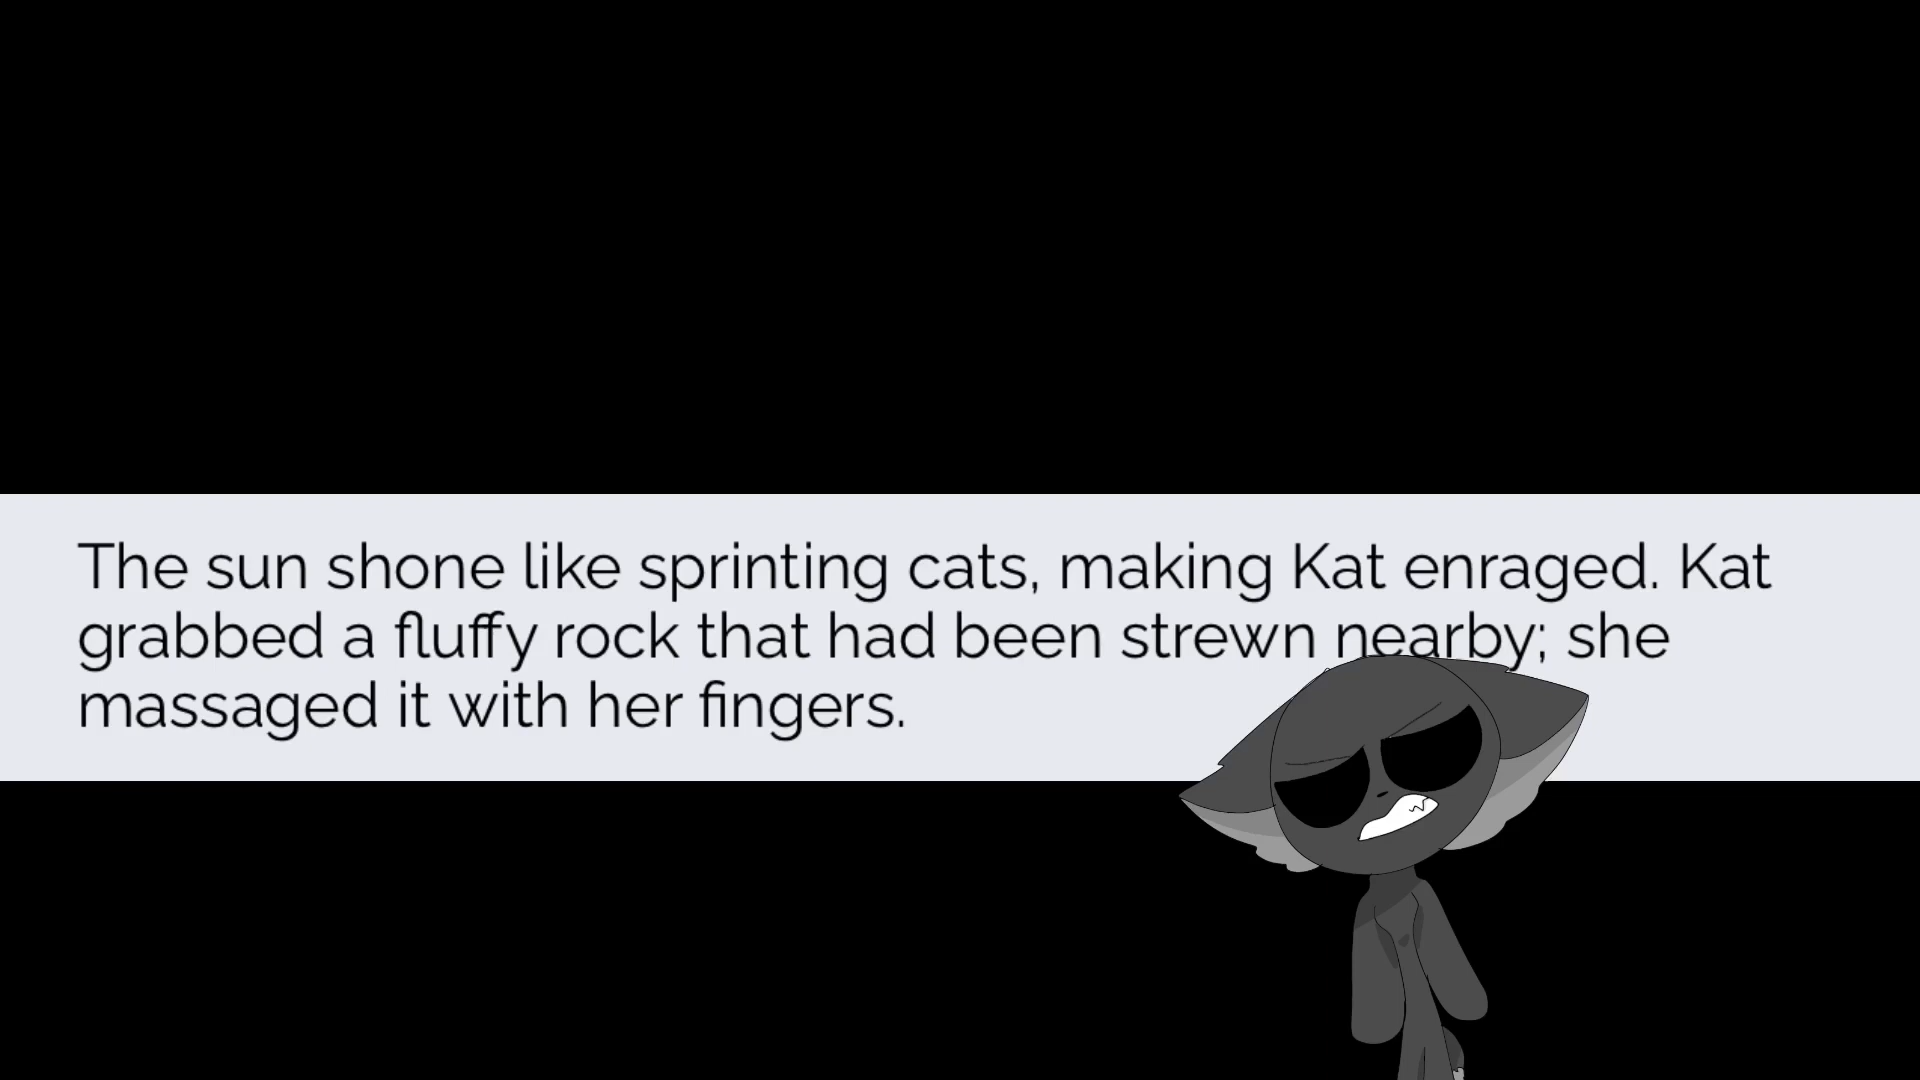 The sun shone like sprinting cats, making Kat enraged. Kat
grabbed a fluffy rock that had been strewn nearby; she
massaged it with her fingers.